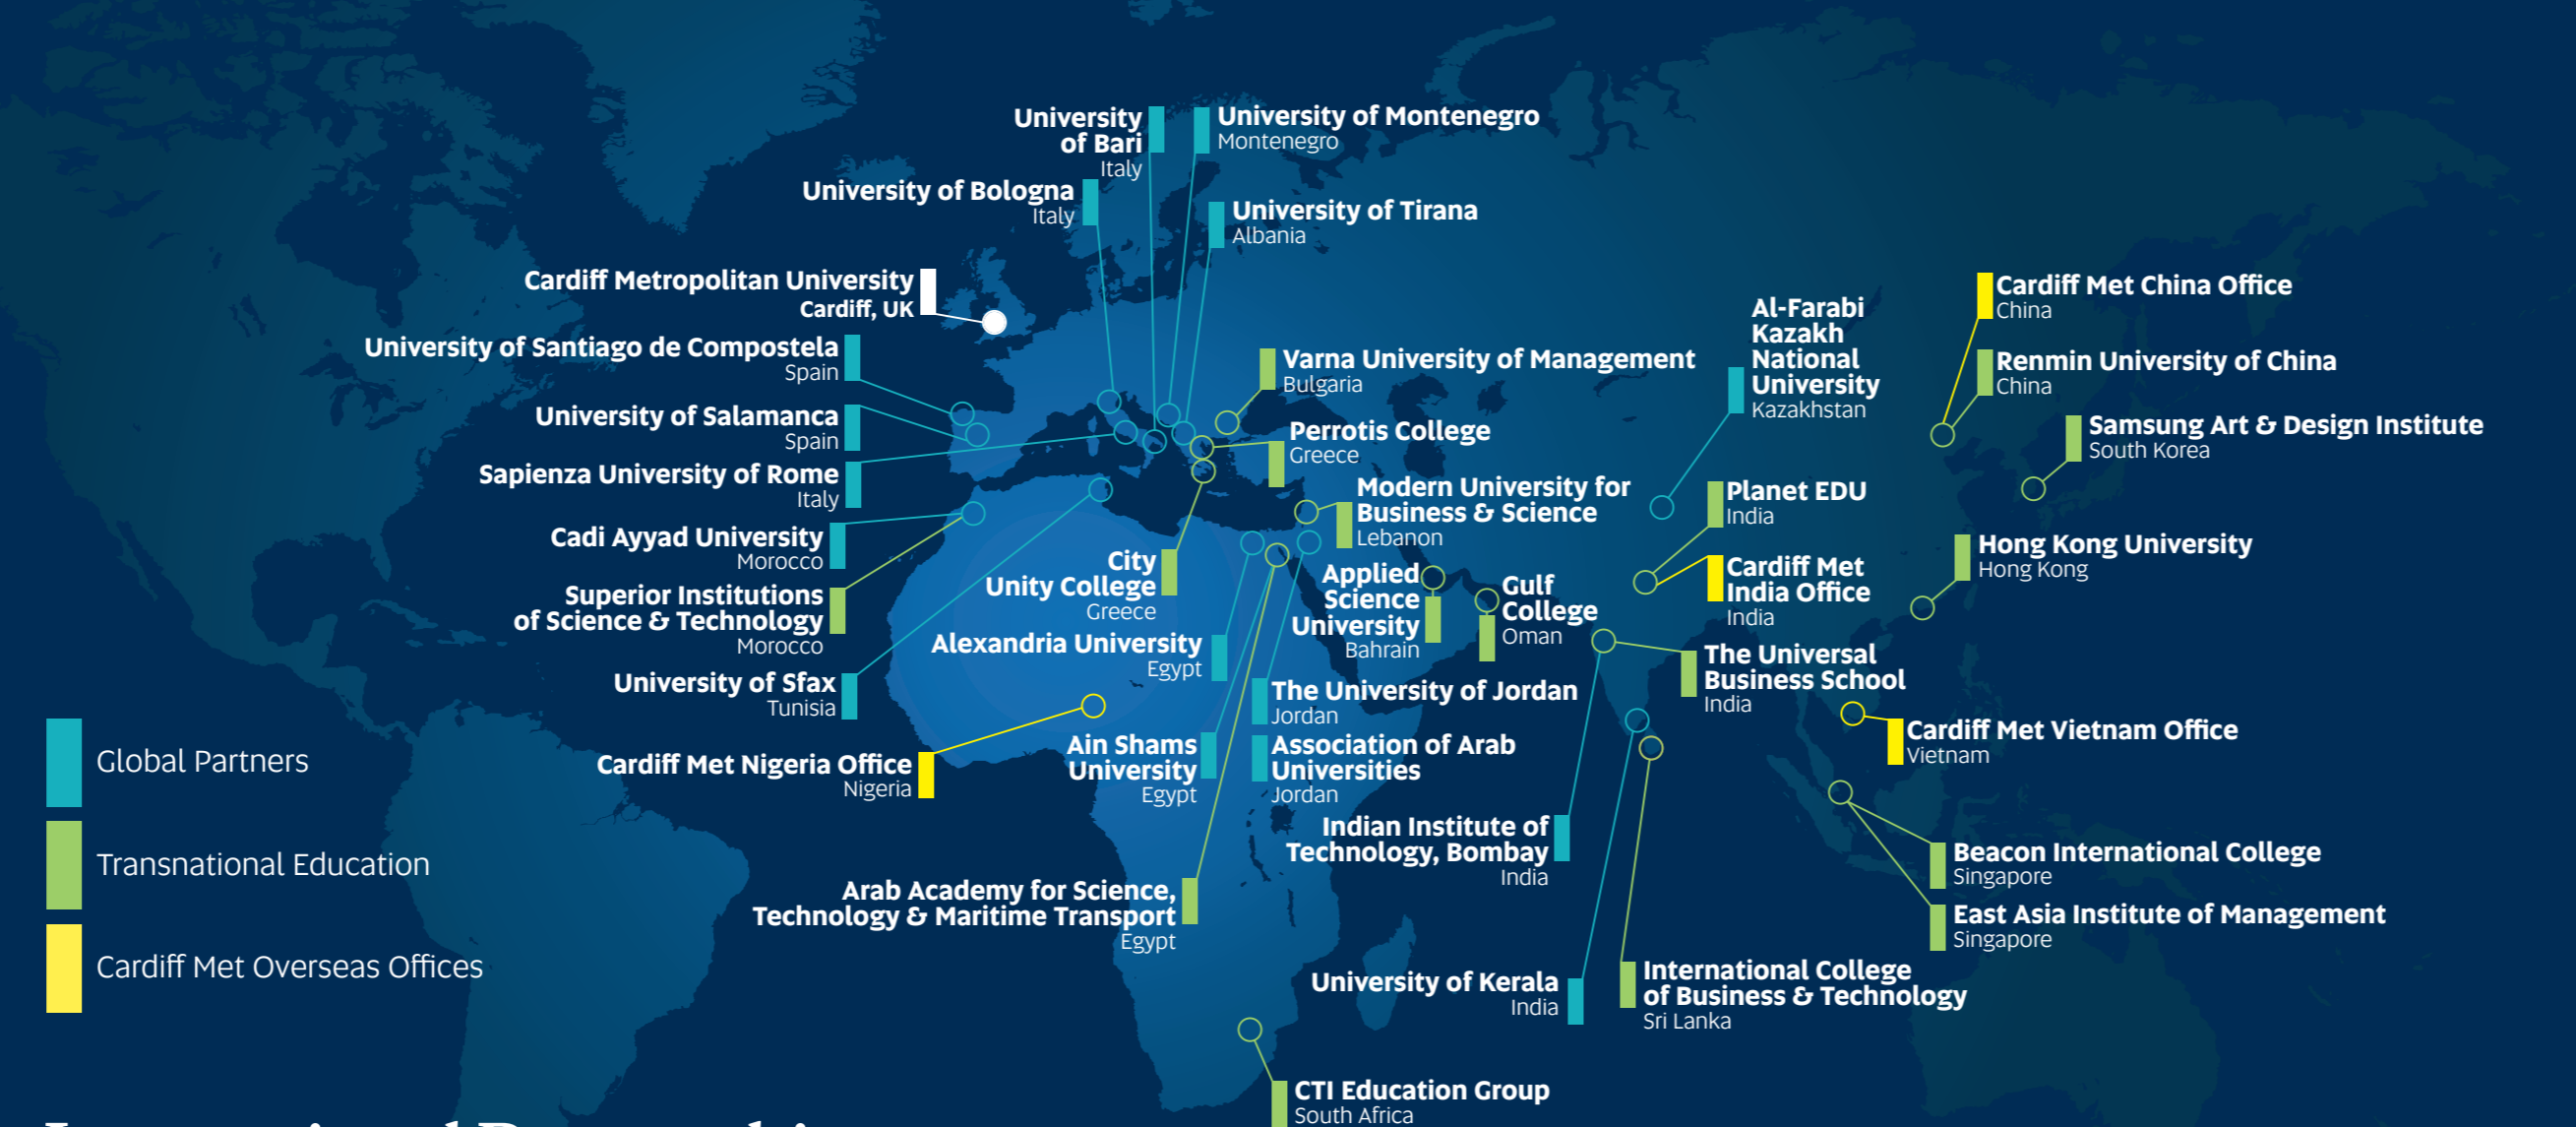 University
of Bari
Italy
University of Montenegro
Montenegro
University of Bologna
Italy
University of Tirana
Albania
Cardiff Metropolitan University
Cardiff, UK
University of Santiago de Compostela
Spain
University of Salamanca
Spain
Sapienza University of Rome
Italy
Cadi Ayyad University
Morocco
Superior Institutions
of Science & Technology
Morocco
University of Sfax
Tunisia
Cardiff Met Nigeria Office
Nigeria
Varna University of Management
Bulgaria
Perrotis College
Greece
Modern University for
Business & Science
Lebanon
City
Unity College
Greece
Applied
Science
University
Bahrain
Gulf
College
Oman
Alexandria University
Egypt
The University of Jordan
Jordan
Ain Shams
University
Egypt
Association of Arab
Universities
Jordan
Arab Academy for Science,
Technology & Maritime Transport
Egypt
Indian Institute of
Technology, Bombay
India
University of Kerala
India
International College
of Business & Technology
Sri Lanka
CTI Education Group
South Africa
Al-Farabi
Kazakh
National
University
Kazakhstan
Planet EDU
India
Cardiff Met
India Office
India
The Universal
Business School
India
Cardiff Met China Office
China
Renmin University of China
China
Samsung Art & Design Institute
South Korea
Hong Kong University
Hong Kong
Cardiff Met Vietnam Office
Vietnam
Beacon International College
Singapore
East Asia Institute of Management
Singapore
Global Partners
Transnational Education
Cardiff Met Overseas Offices